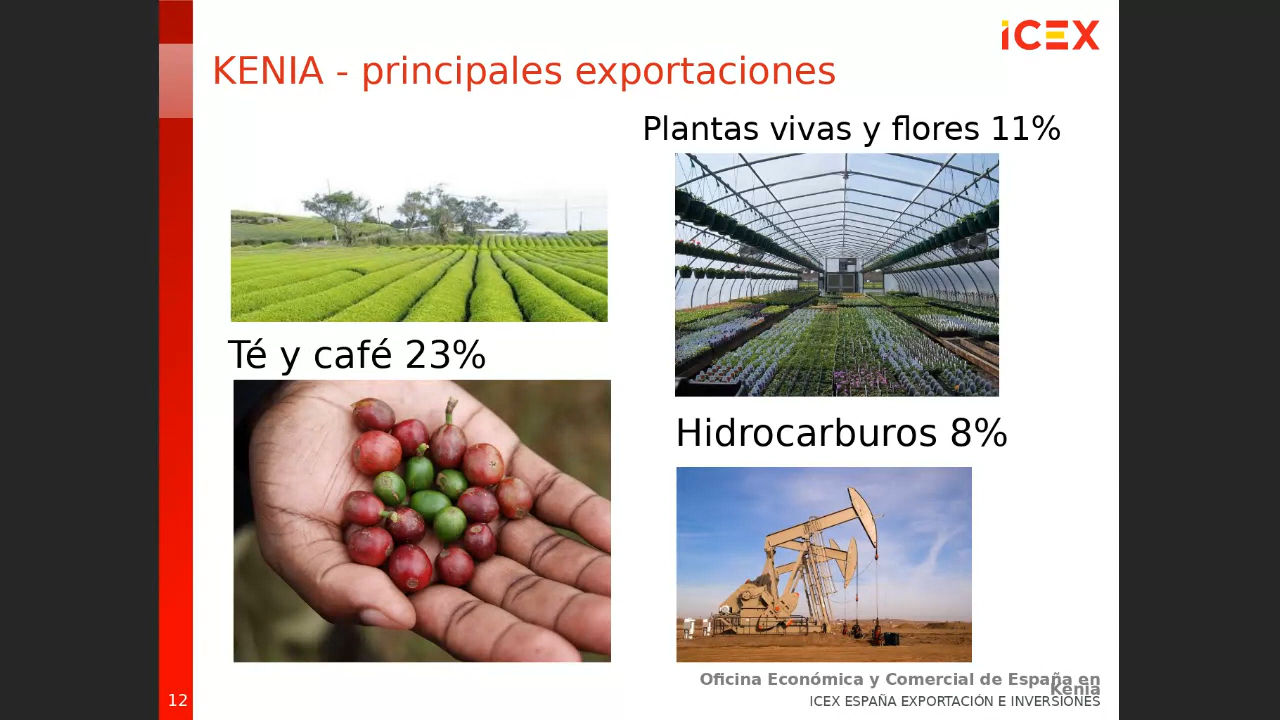 iCEX
KENIA - principales exportaciones
Plantas vivas y flores 11%
Té y café 23%
Hidrocarburos 8%
Oficina Económica y Comercial de España en
Kenia
ICEX ESPAÑA EXPORTACIÓN E INVERSIONES
12